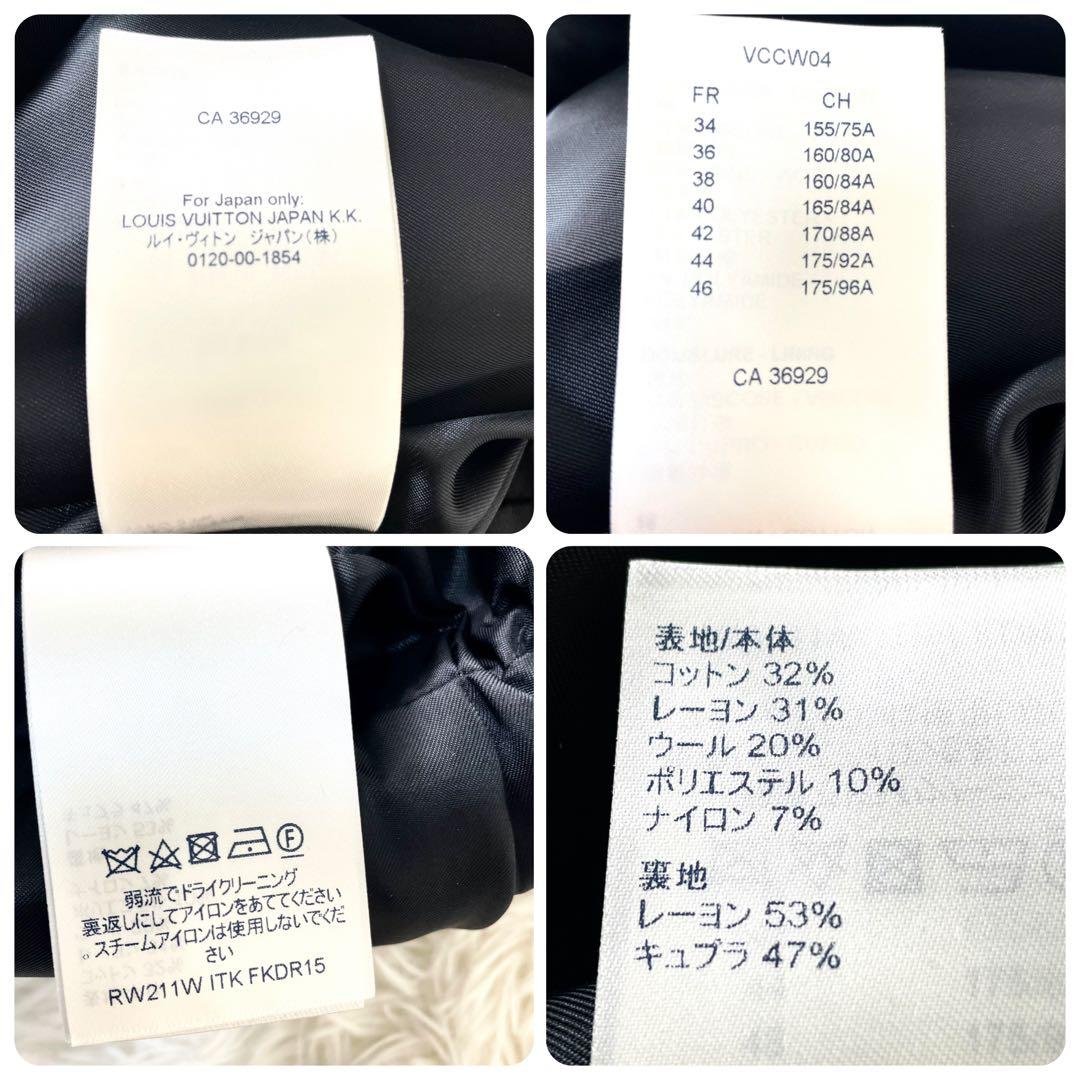 CA 36929
For Japan only:
LOUIS VUITTON JAPAN K.K.
ルイ・ヴィトン ジャパン(株)
0120-00-1854
VCCW04
FR CH
34 155/75A
36 160/80A
38 160/84A
40 165/84A
42 170/88A
44 175/92A
46 175/96A
CA 36929
F
弱流でドライクリーニング
裏返しにしてアイロンをあててください
。スチームアイロンは使用しないでくだ
さい
RW211W ITK FKDR15
表地/本体
コットン 32%
レーヨン 31%
ウール 20%
ポリエステル 10%
ナイロン 7%
裏地
レーヨン 53%
キュプラ 47%